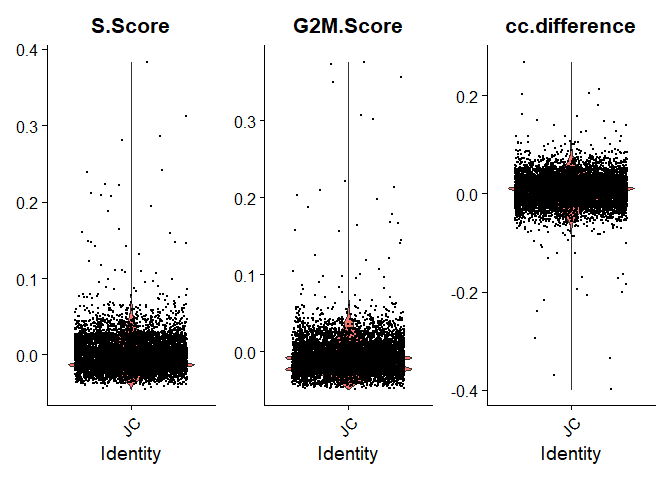 S.Score
G2M.Score
cc.difference
0.4
0.3
0.2
0.1
0.0
0.3
0.2
0.1
0.0
0.2
0.0
-0.2
-0.4
JC
JC
JC
Identity
Identity
Identity